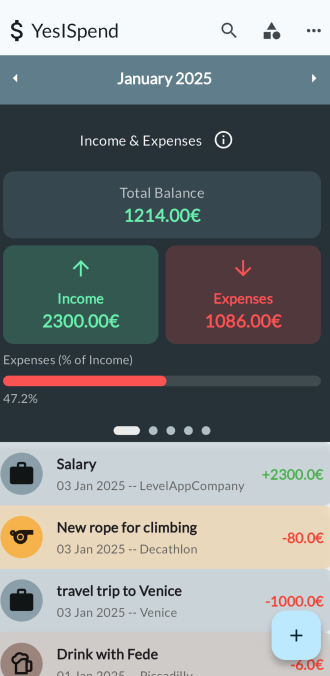 $ YesISpend
January 2025
Income & Expenses
Total Balance
1214.00€
Income
2300.00€
Expenses
1086.00€
Expenses (% of Income)
47.2%
Salary
03 Jan 2025 -- LevelAppCompany
+2300.0€
New rope for climbing
03 Jan 2025 -- Decathlon
-80.0€
travel trip to Venice
03 Jan 2025 -- Venice
-1000.0€
+
Drink with Fede
-6.0€
01 Jan 2025 -- Piccadilly